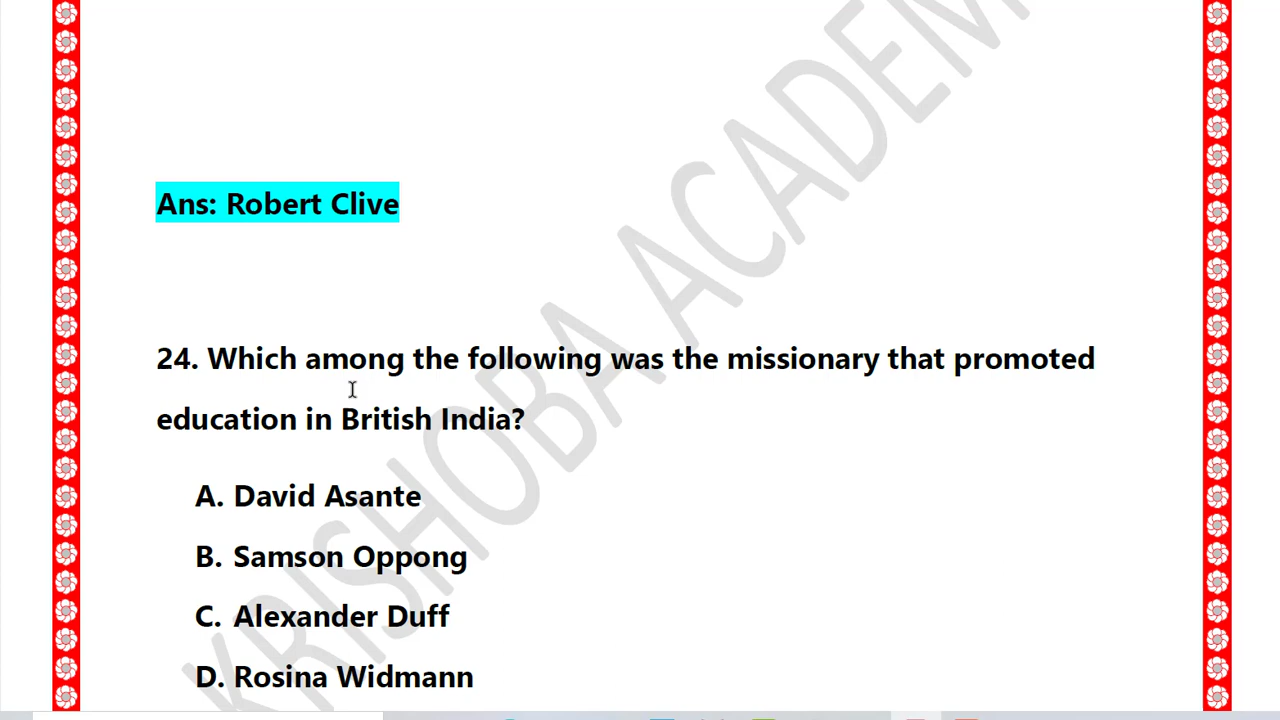 Ans: Robert Clive
24. Which among the following was the missionary that promoted
education in British India?
A. David Asante
B. Samson Oppong
C. Alexander Duff
D. Rosina Widmann
KRISHOBA ACADEM